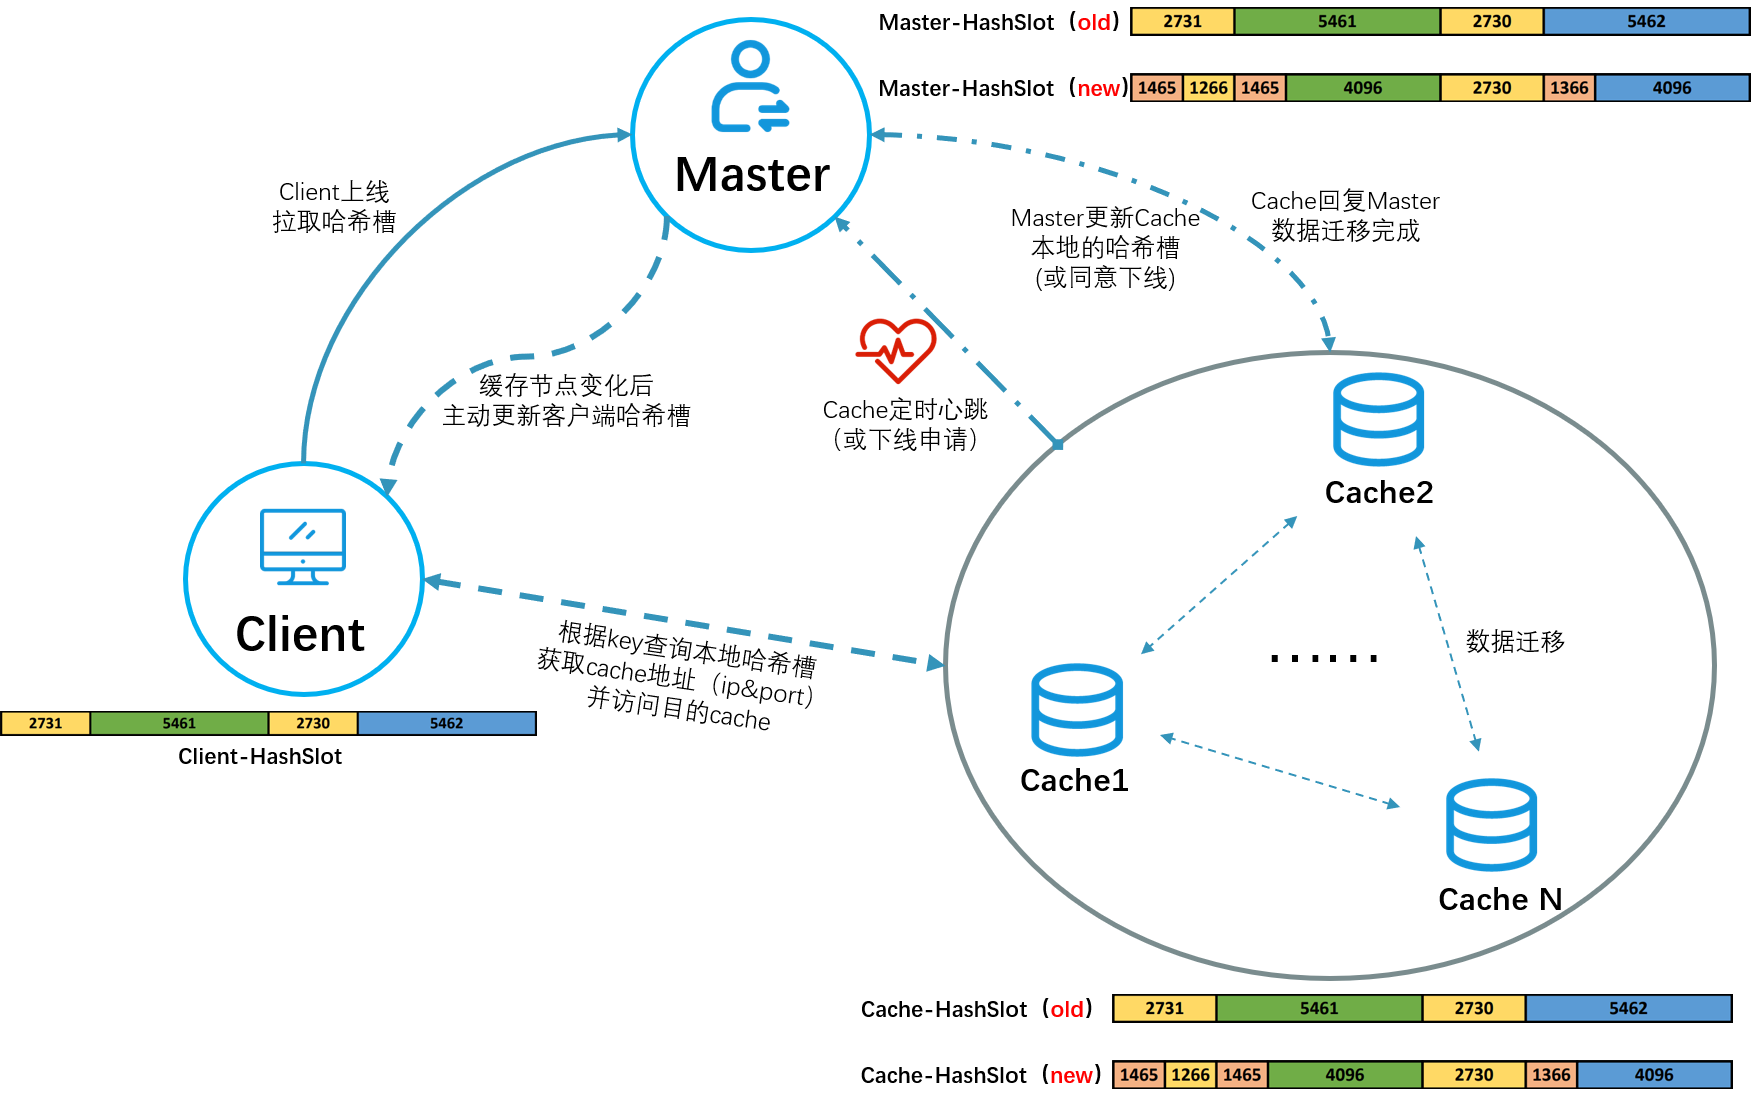 Master-HashSlot（old） 2731 5461 2730 5462
Master-HashSlot（new） 1465 1266 1465 4096 2730 1366 4096
Master
Client上线
拉取哈希槽
Master更新Cache
本地的哈希槽
(或同意下线)
Cache回复Master
数据迁移完成
缓存节点变化后
主动更新客户端哈希槽
Cache定时心跳
（或下线申请）
Client
2731 5461 2730 5462
Client-HashSlot
根据key查询本地哈希槽
获取cache地址（ip&port）
并访问目的cache
Cache2
数据迁移
······
Cache1
Cache N
Cache-HashSlot（old） 2731 5461 2730 5462
Cache-HashSlot（new） 1465 1266 1465 4096 2730 1366 4096